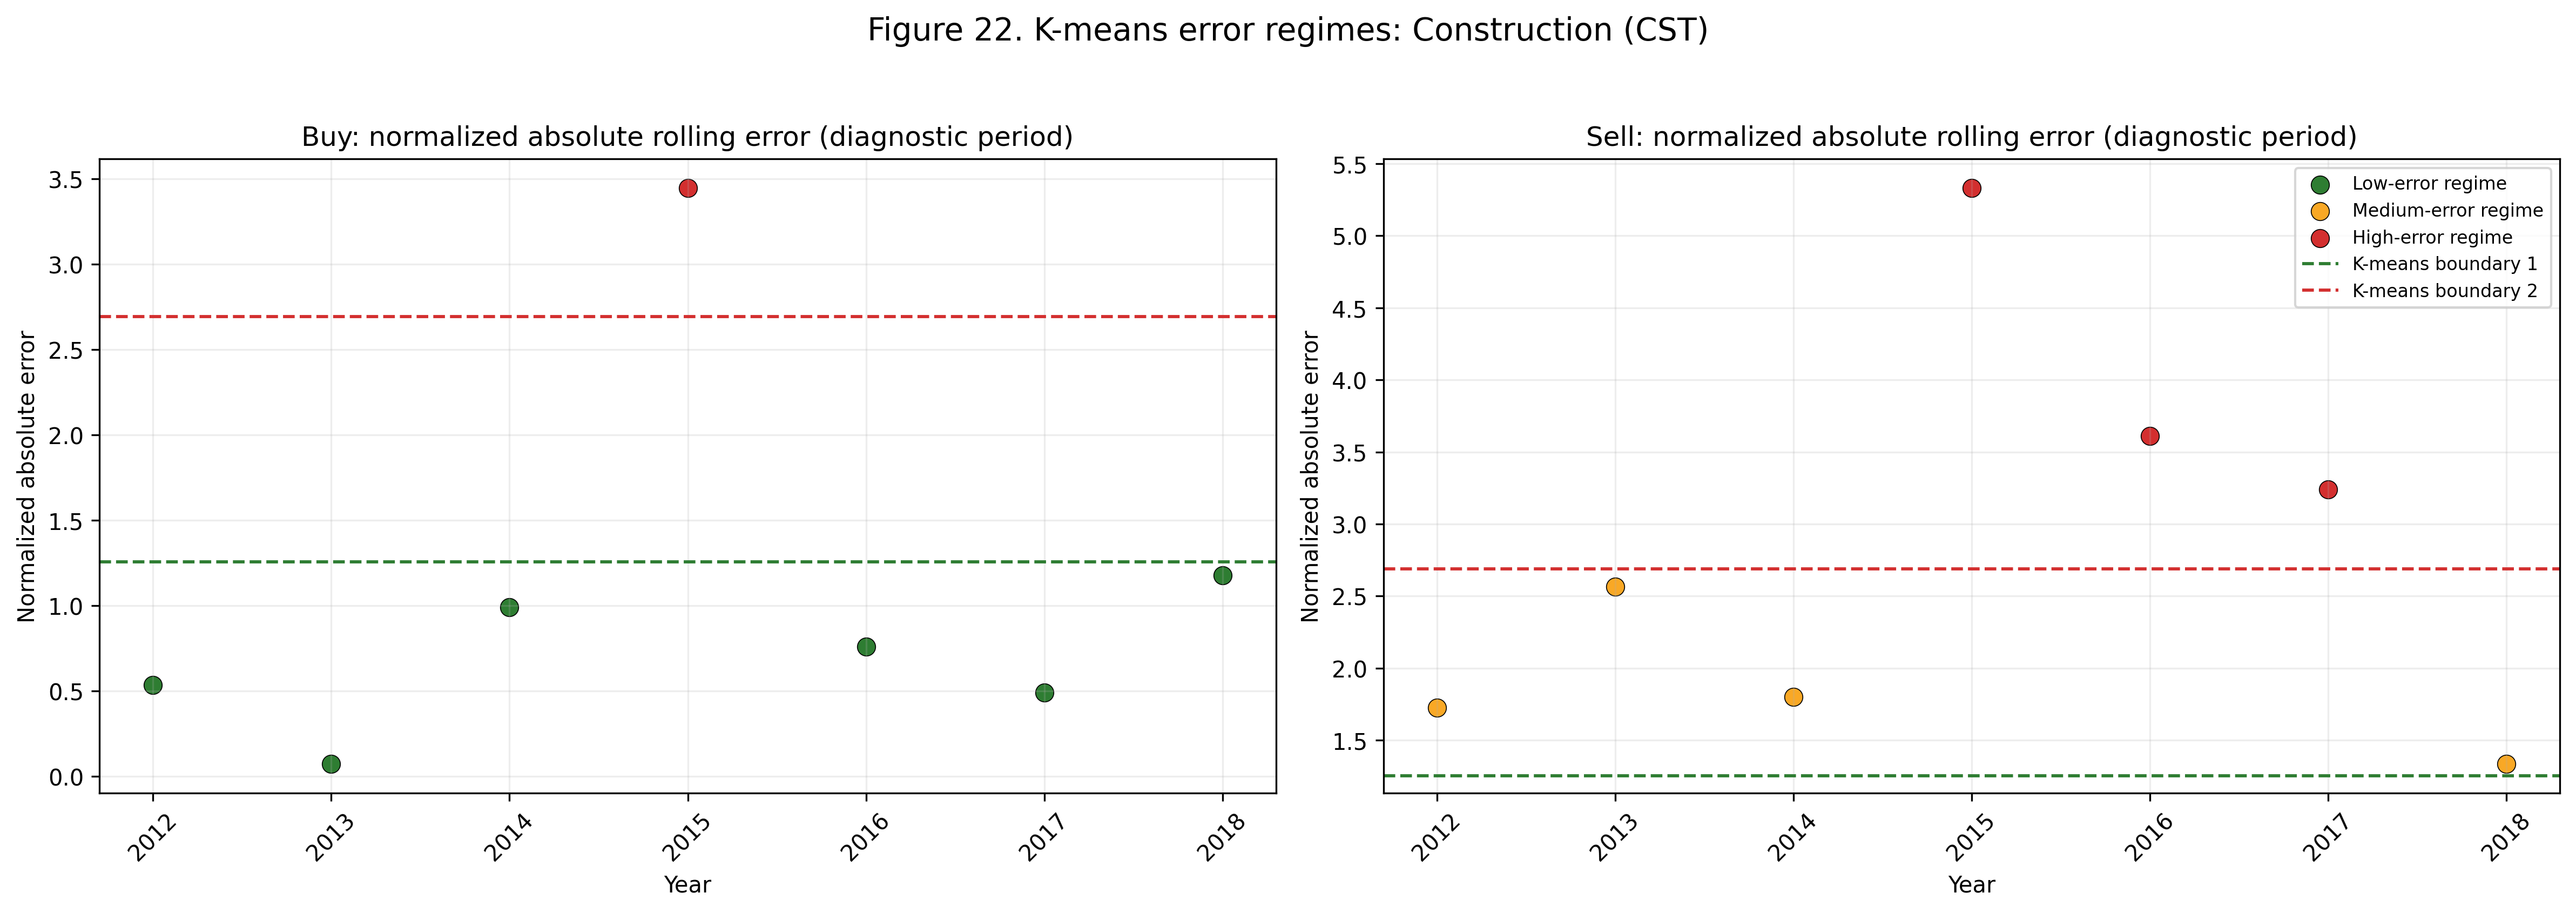 Figure 22. K-means error regimes: Construction (CST)
Buy: normalized absolute rolling error (diagnostic period)
Normalized absolute error
3.5
3.0
2.5
2.0
1.5
1.0
0.5
0.0
2012
2013
2014
2015
2016
2017
2018
Year
Sell: normalized absolute rolling error (diagnostic period)
Normalized absolute error
5.5
5.0
4.5
4.0
3.5
3.0
2.5
2.0
1.5
Low-error regime
Medium-error regime
High-error regime
K-means boundary 1
K-means boundary 2
2012
2013
2014
2015
2016
2017
2018
Year